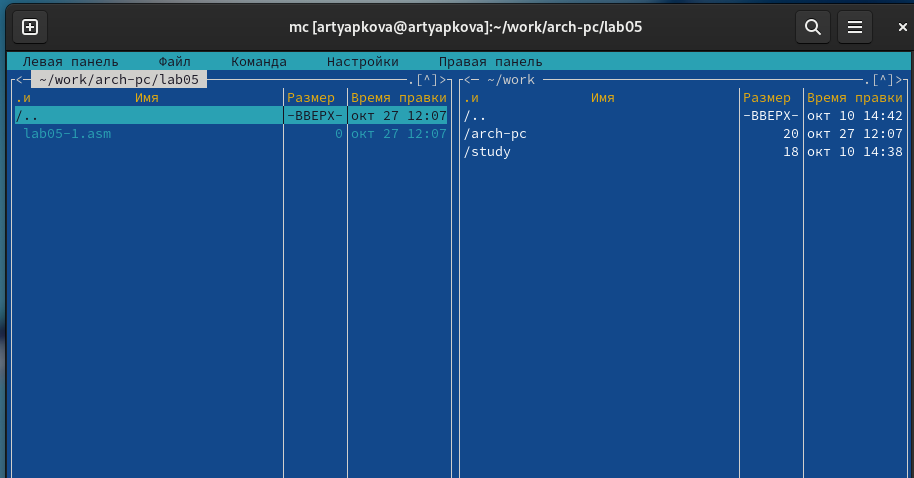 mc [artyapkova@artyapkova]:~/work/arch-pc/lab05
Левая панель Файл Команда Настройки Правая панель
<─ ~/work/arch-pc/lab05 .[^]>
.и Имя Размер Время правки
/.. -ВВЕРХ- окт 27 12:07
lab05-1.asm 0 окт 27 12:07
<─ ~/work .[^]>
.и Имя Размер Время правки
/.. -ВВЕРХ- окт 10 14:42
/arch-pc 20 окт 27 12:07
/study 18 окт 10 14:38